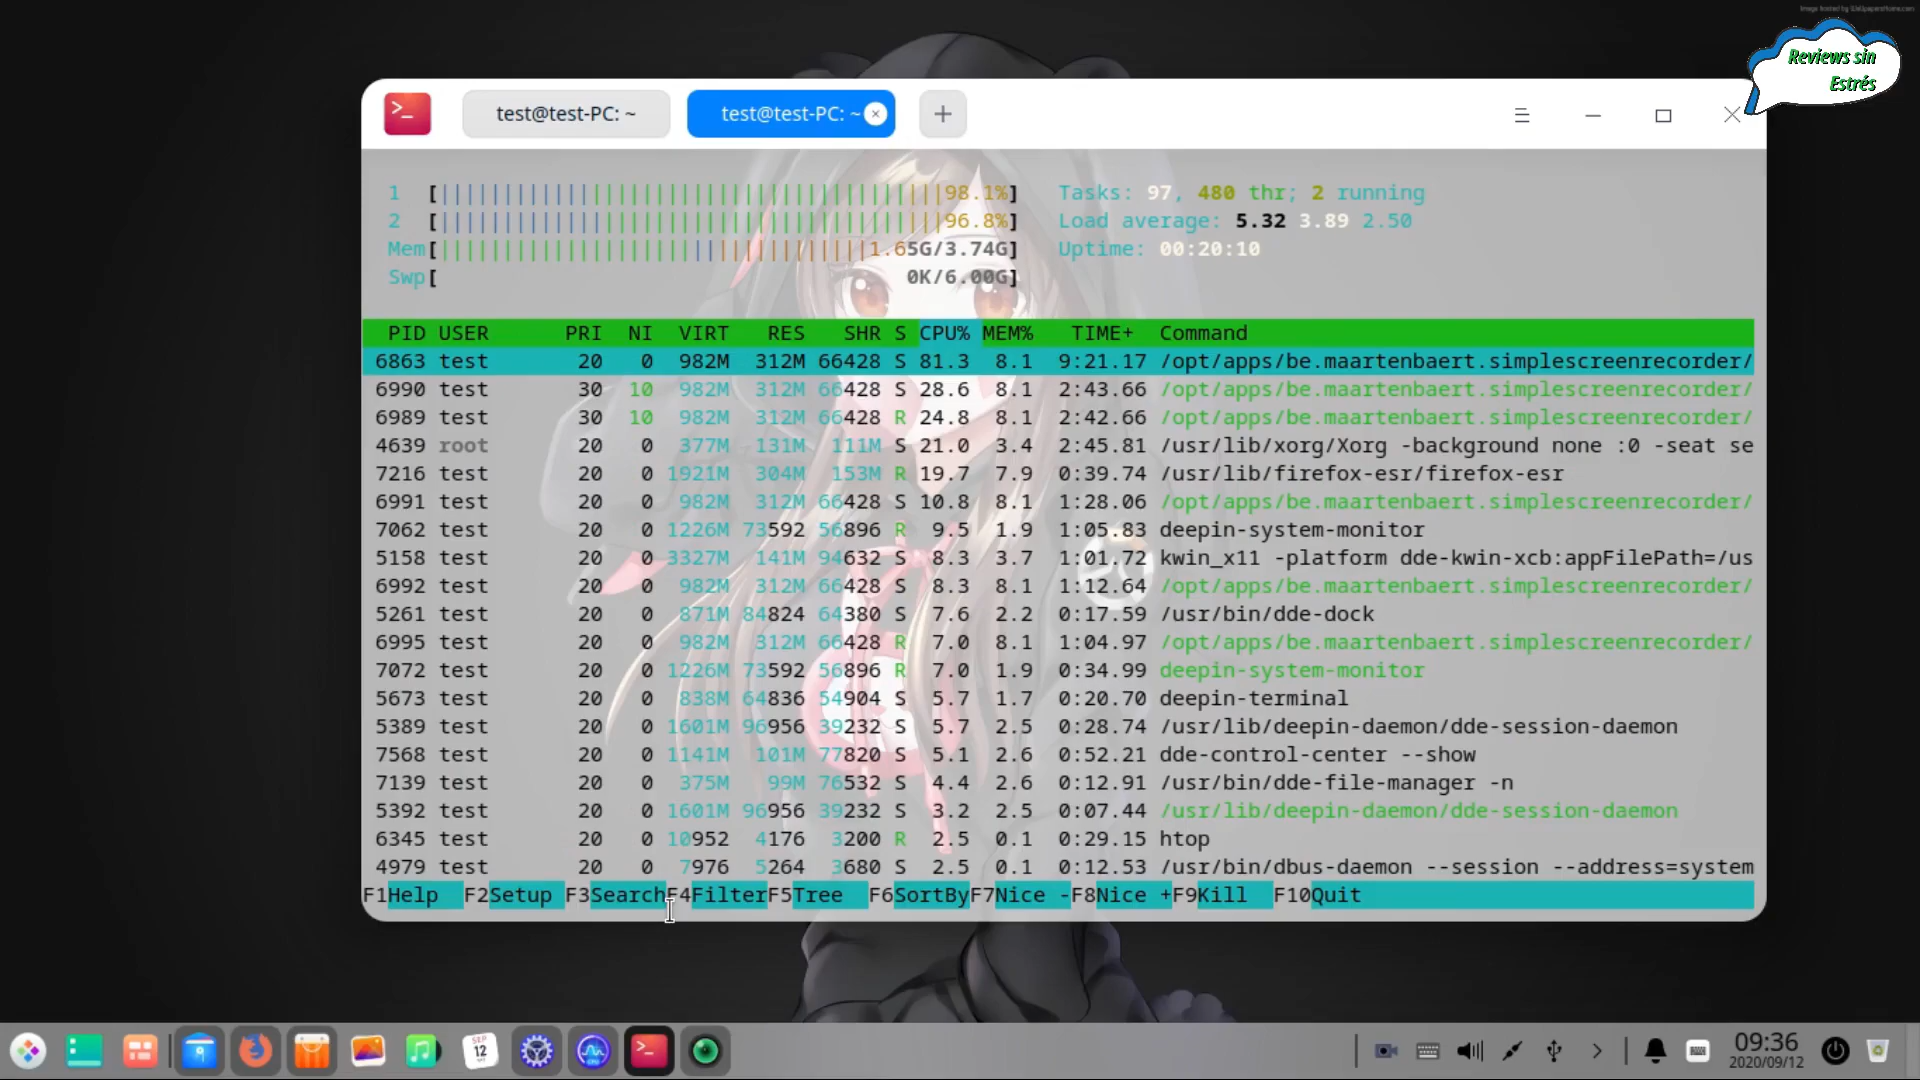 Image hosted by WallpapersHome.com
Reviews sin
Estrés
test@test-PC: ~
test@test-PC: ~
1 [98.1%]
2 [96.8%]
Mem[1.65G/3.74G]
Swp[0K/6.00G]
Tasks: 97, 480 thr; 2 running
Load average: 5.32 3.89 2.50
Uptime: 00:20:10
PID USER PRI NI VIRT RES SHR S CPU% MEM% TIME+ Command
6863 test 20 0 982M 312M 66428 S 81.3 8.1 9:21.17 /opt/apps/be.maartenbaert.simplescreenrecorder/
6990 test 30 10 982M 312M 66428 S 28.6 8.1 2:43.66 /opt/apps/be.maartenbaert.simplescreenrecorder/
6989 test 30 10 982M 312M 66428 R 24.8 8.1 2:42.66 /opt/apps/be.maartenbaert.simplescreenrecorder/
4639 root 20 0 377M 131M 111M S 21.0 3.4 2:45.81 /usr/lib/xorg/Xorg -background none :0 -seat se
7216 test 20 0 1921M 304M 153M R 19.7 7.9 0:39.74 /usr/lib/firefox-esr/firefox-esr
6991 test 20 0 982M 312M 66428 S 10.8 8.1 1:28.06 /opt/apps/be.maartenbaert.simplescreenrecorder/
7062 test 20 0 1226M 73592 56896 R 9.5 1.9 1:05.83 deepin-system-monitor
5158 test 20 0 3327M 141M 94632 S 8.3 3.7 1:01.72 kwin_x11 -platform dde-kwin-xcb:appFilePath=/us
6992 test 20 0 982M 312M 66428 S 8.3 8.1 1:12.64 /opt/apps/be.maartenbaert.simplescreenrecorder/
5261 test 20 0 871M 84824 64380 S 7.6 2.2 0:17.59 /usr/bin/dde-dock
6995 test 20 0 982M 312M 66428 R 7.0 8.1 1:04.97 /opt/apps/be.maartenbaert.simplescreenrecorder/
7072 test 20 0 1226M 73592 56896 R 7.0 1.9 0:34.99 deepin-system-monitor
5673 test 20 0 838M 64836 54904 S 5.7 1.7 0:20.70 deepin-terminal
5389 test 20 0 1601M 96956 39232 S 5.7 2.5 0:28.74 /usr/lib/deepin-daemon/dde-session-daemon
7568 test 20 0 1141M 101M 77820 S 5.1 2.6 0:52.21 dde-control-center --show
7139 test 20 0 375M 99M 76532 S 4.4 2.6 0:12.91 /usr/bin/dde-file-manager -n
5392 test 20 0 1601M 96956 39232 S 3.2 2.5 0:07.44 /usr/lib/deepin-daemon/dde-session-daemon
6345 test 20 0 10952 4176 3200 R 2.5 0.1 0:29.15 htop
4979 test 20 0 7976 5264 3680 S 2.5 0.1 0:12.53 /usr/bin/dbus-daemon --session --address=system
F1Help F2Setup F3SearchF4FilterF5Tree F6SortByF7Nice -F8Nice +F9Kill F10Quit
SEP
12
CPU
09:36
2020/09/12